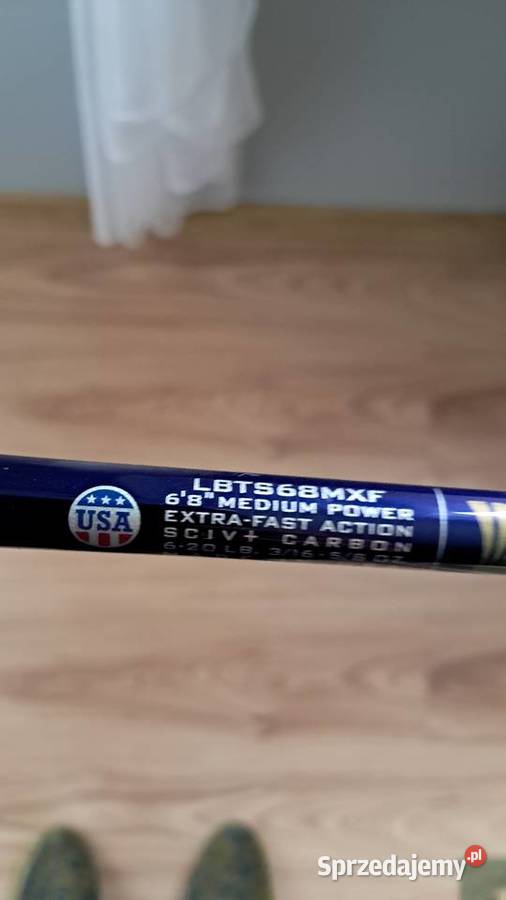 LBTS68MXF
6'8" MEDIUM POWER
EXTRA-FAST ACTION
SCIV+ CARBON
6-20 LB. 3/16-5/8 OZ.
USA
Sprzedajemy.pl